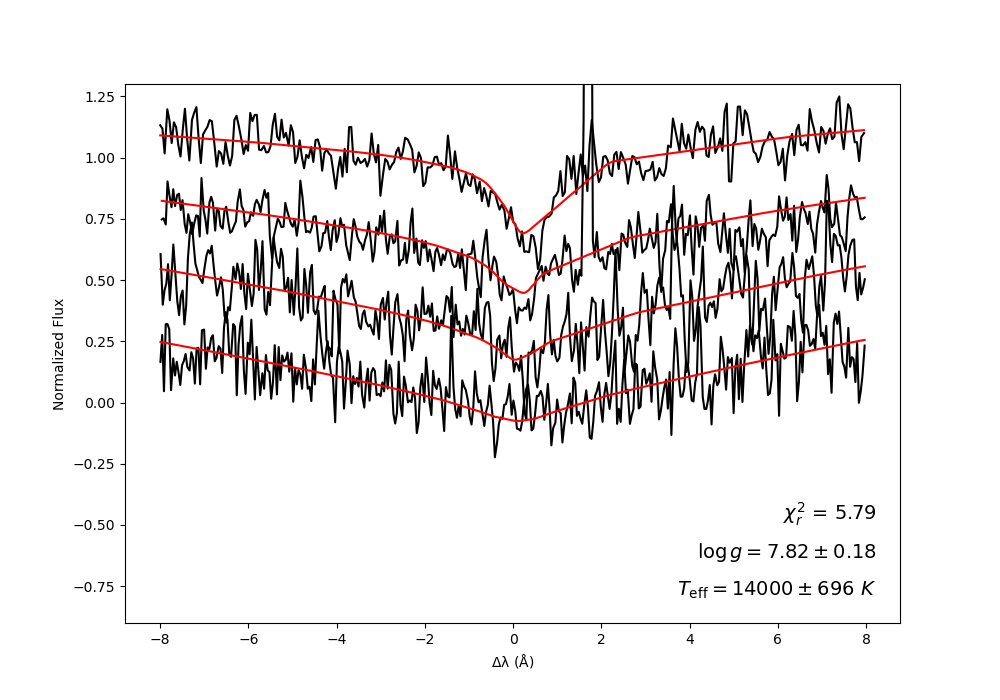 Normalized Flux
1.25
1.00
0.75
0.50
0.25
0.00
−0.25
−0.50
−0.75
χ²ᵣ = 5.79
log g = 7.82 ± 0.18
T_eff = 14000 ± 696 K
−8 −6 −4 −2 0 2 4 6 8
Δλ (Å)